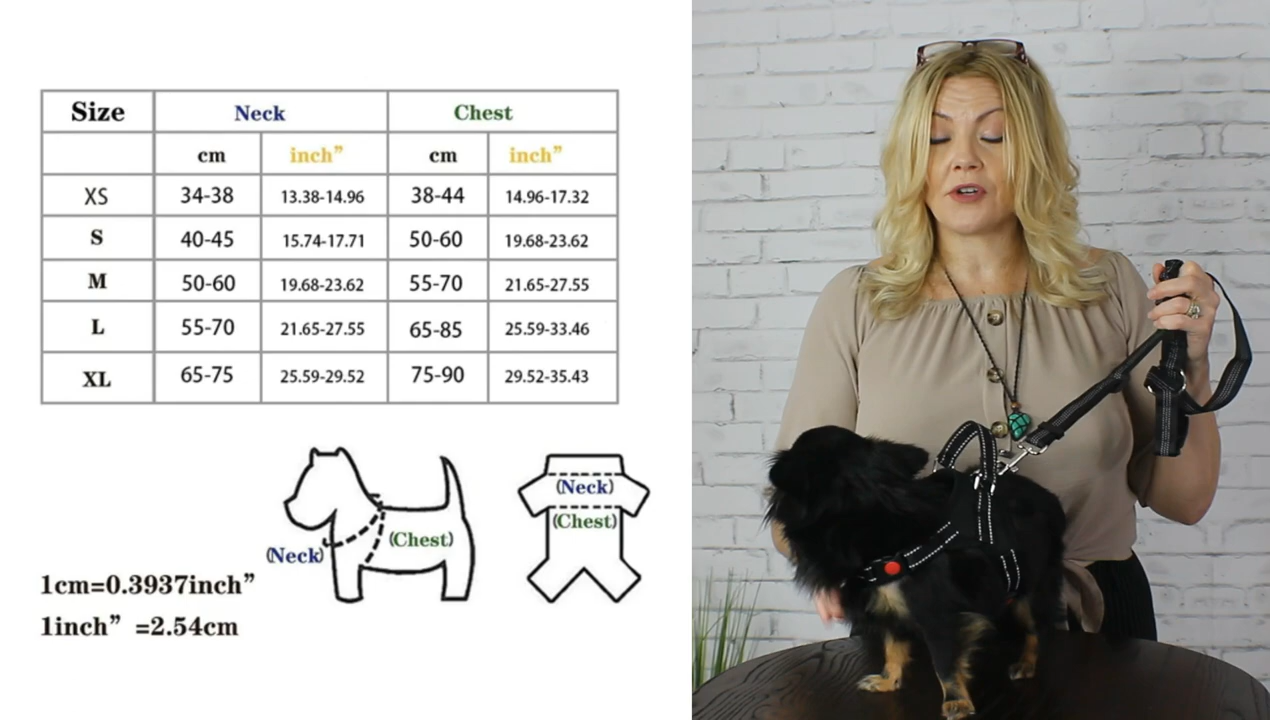 Size Neck Chest
cm inch” cm inch”
XS 34-38 13.38-14.96 38-44 14.96-17.32
S 40-45 15.74-17.71 50-60 19.68-23.62
M 50-60 19.68-23.62 55-70 21.65-27.55
L 55-70 21.65-27.55 65-85 25.59-33.46
XL 65-75 25.59-29.52 75-90 29.52-35.43
(Neck)
(Chest)
(Neck)
(Chest)
1cm=0.3937inch”
1inch” =2.54cm